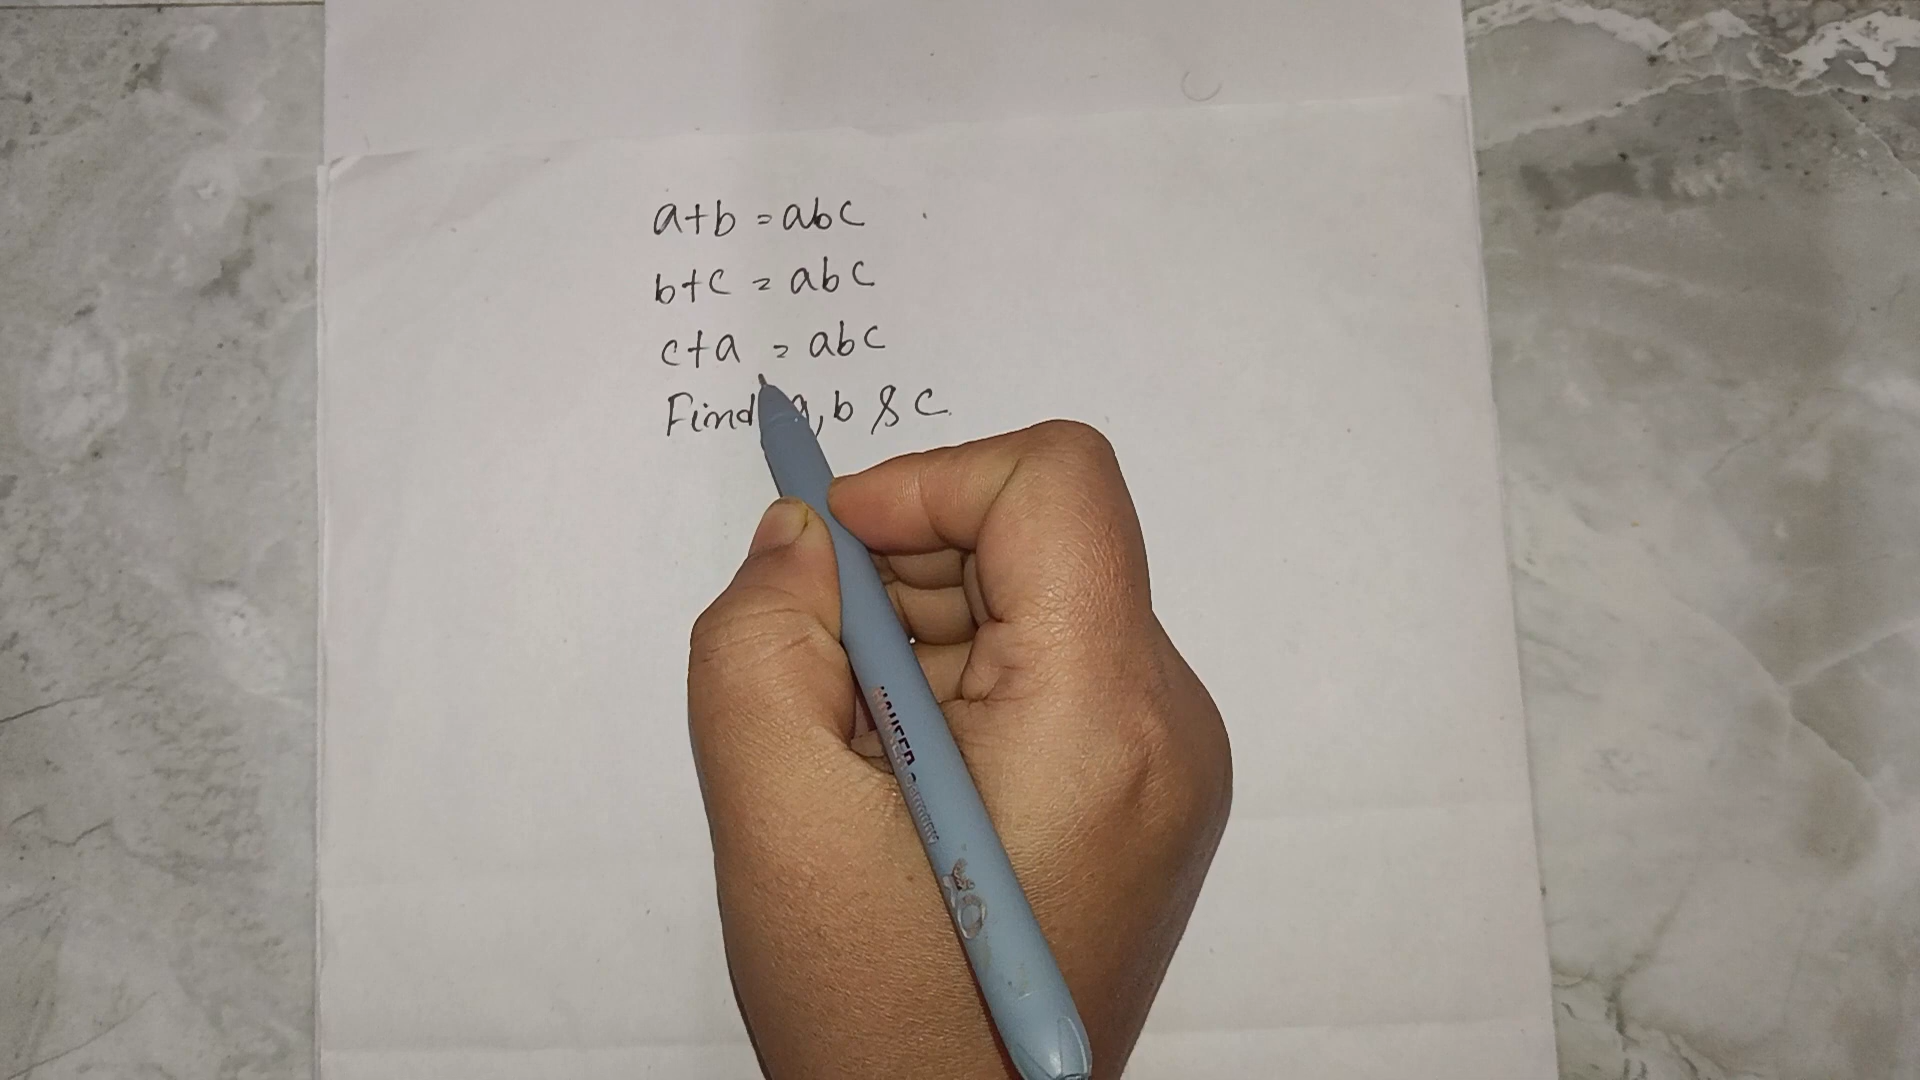 a+b = abc
b+c = abc
c+a = abc
Find a, b & c